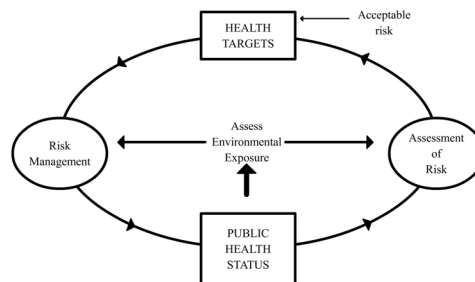 HEALTH
TARGETS
Acceptable
risk
Risk
Management
Assess
Environmental
Exposure
Assessment
of
Risk
PUBLIC
HEALTH
STATUS